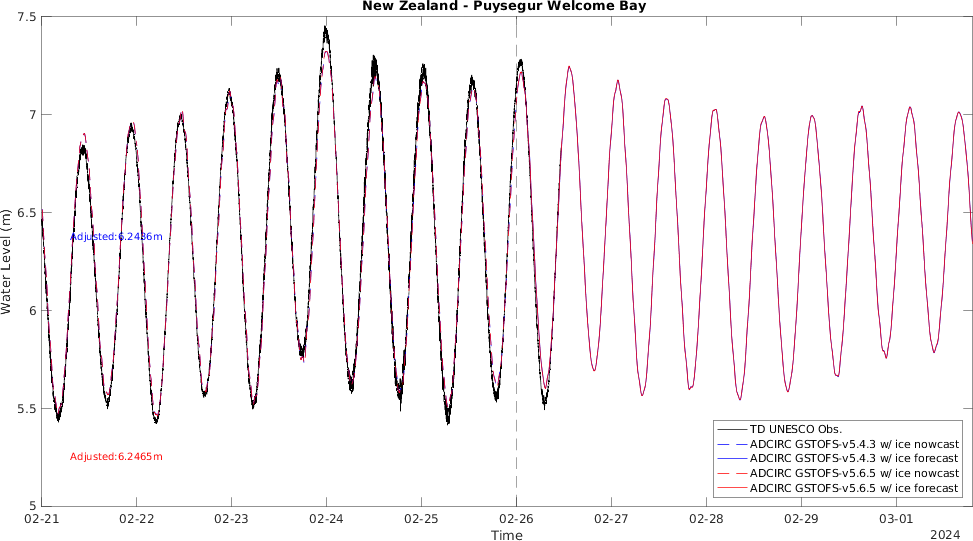 New Zealand - Puysegur Welcome Bay
7.5
7
6.5
6
5.5
5
Water Level (m)
Adjusted:6.2436m
Adjusted:6.2465m
TD UNESCO Obs.
ADCIRC GSTOFS-v5.4.3 w/ ice nowcast
ADCIRC GSTOFS-v5.4.3 w/ ice forecast
ADCIRC GSTOFS-v5.6.5 w/ ice nowcast
ADCIRC GSTOFS-v5.6.5 w/ ice forecast
02-21 02-22 02-23 02-24 02-25 02-26 02-27 02-28 02-29 03-01
Time
2024